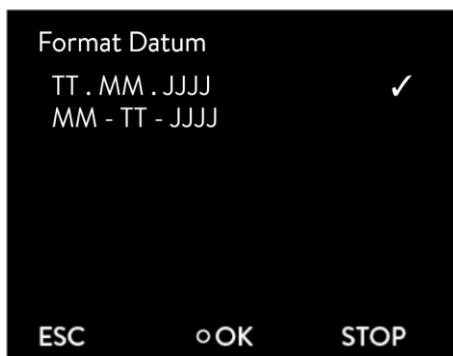 Format Datum
TT . MM . JJJJ ✓
MM - TT - JJJJ
ESC ○ OK STOP